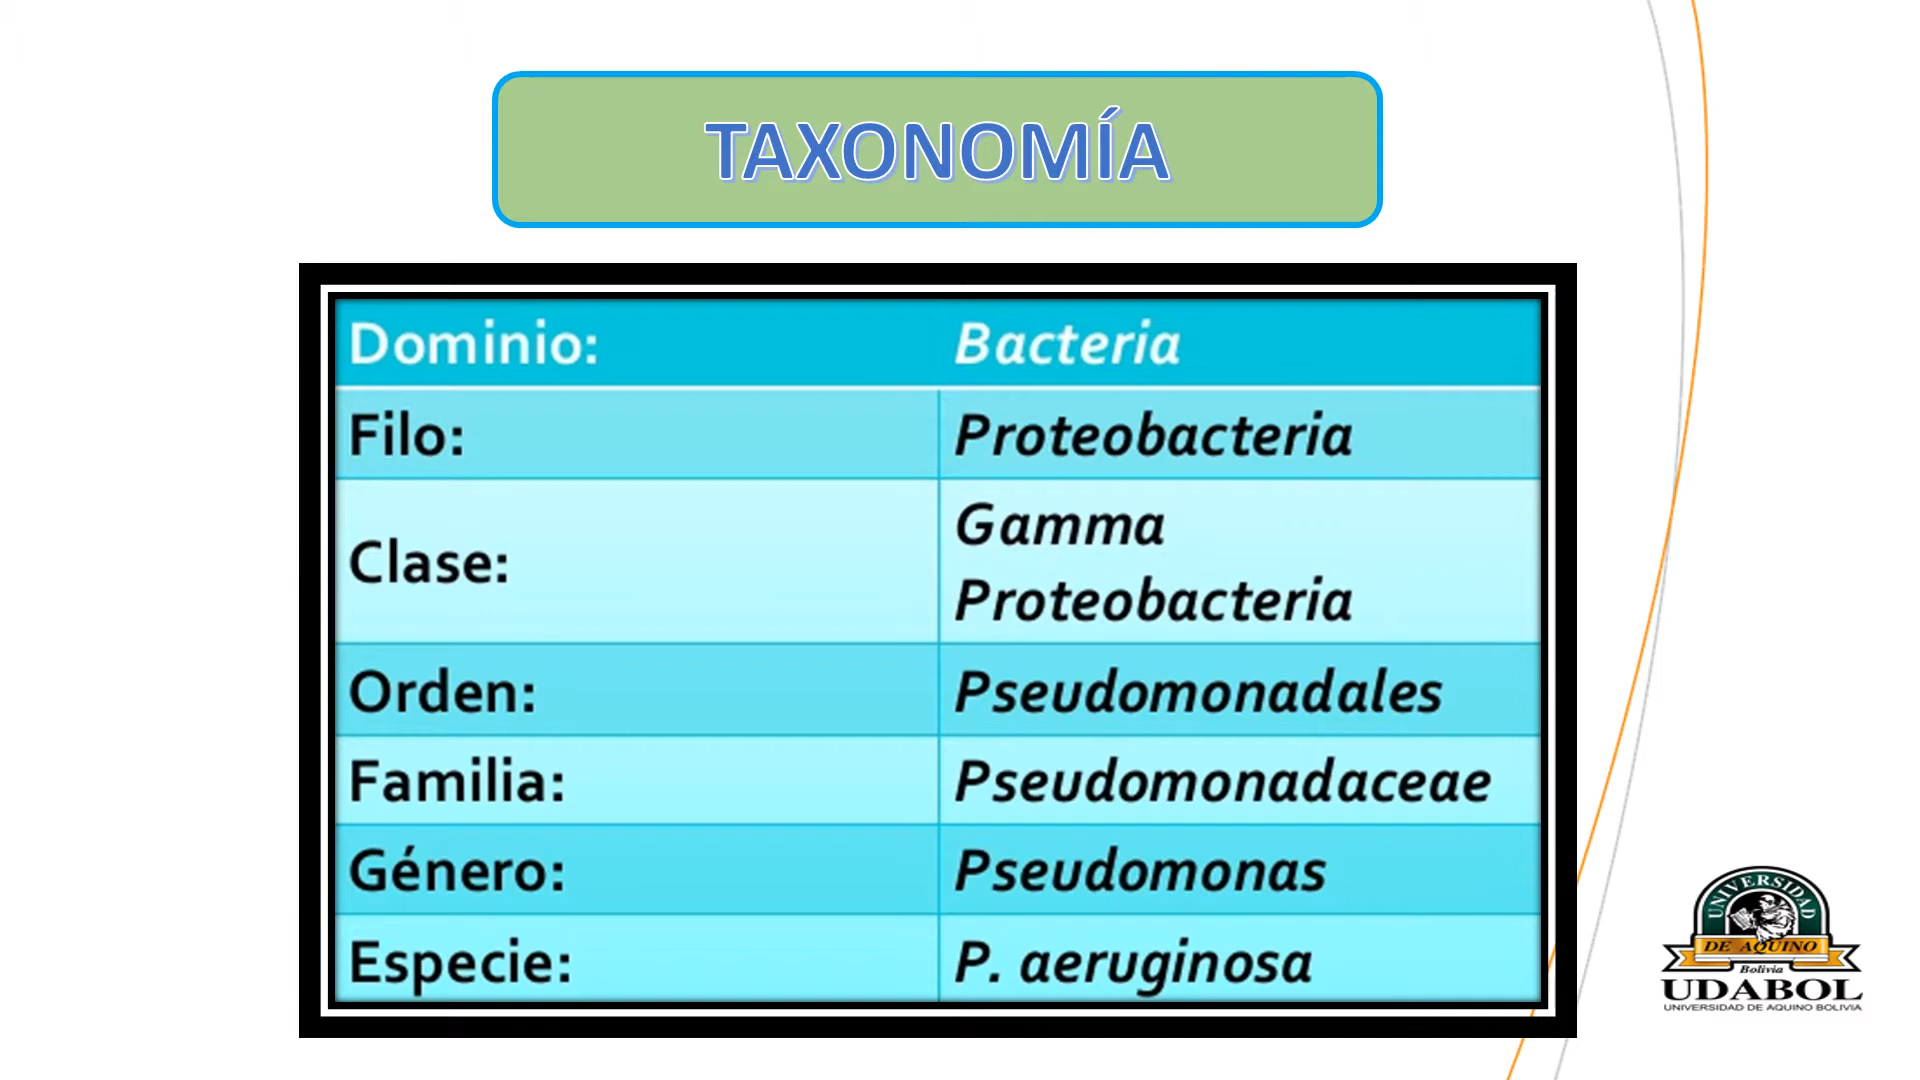 TAXONOMÍA
Dominio: Bacteria
Filo: Proteobacteria
Clase: Gamma
Proteobacteria
Orden: Pseudomonadales
Familia: Pseudomonadaceae
Género: Pseudomonas
Especie: P. aeruginosa
UNIVERSIDAD
DE AQUINO
Bolivia
UDABOL
UNIVERSIDAD DE AQUINO BOLIVIA